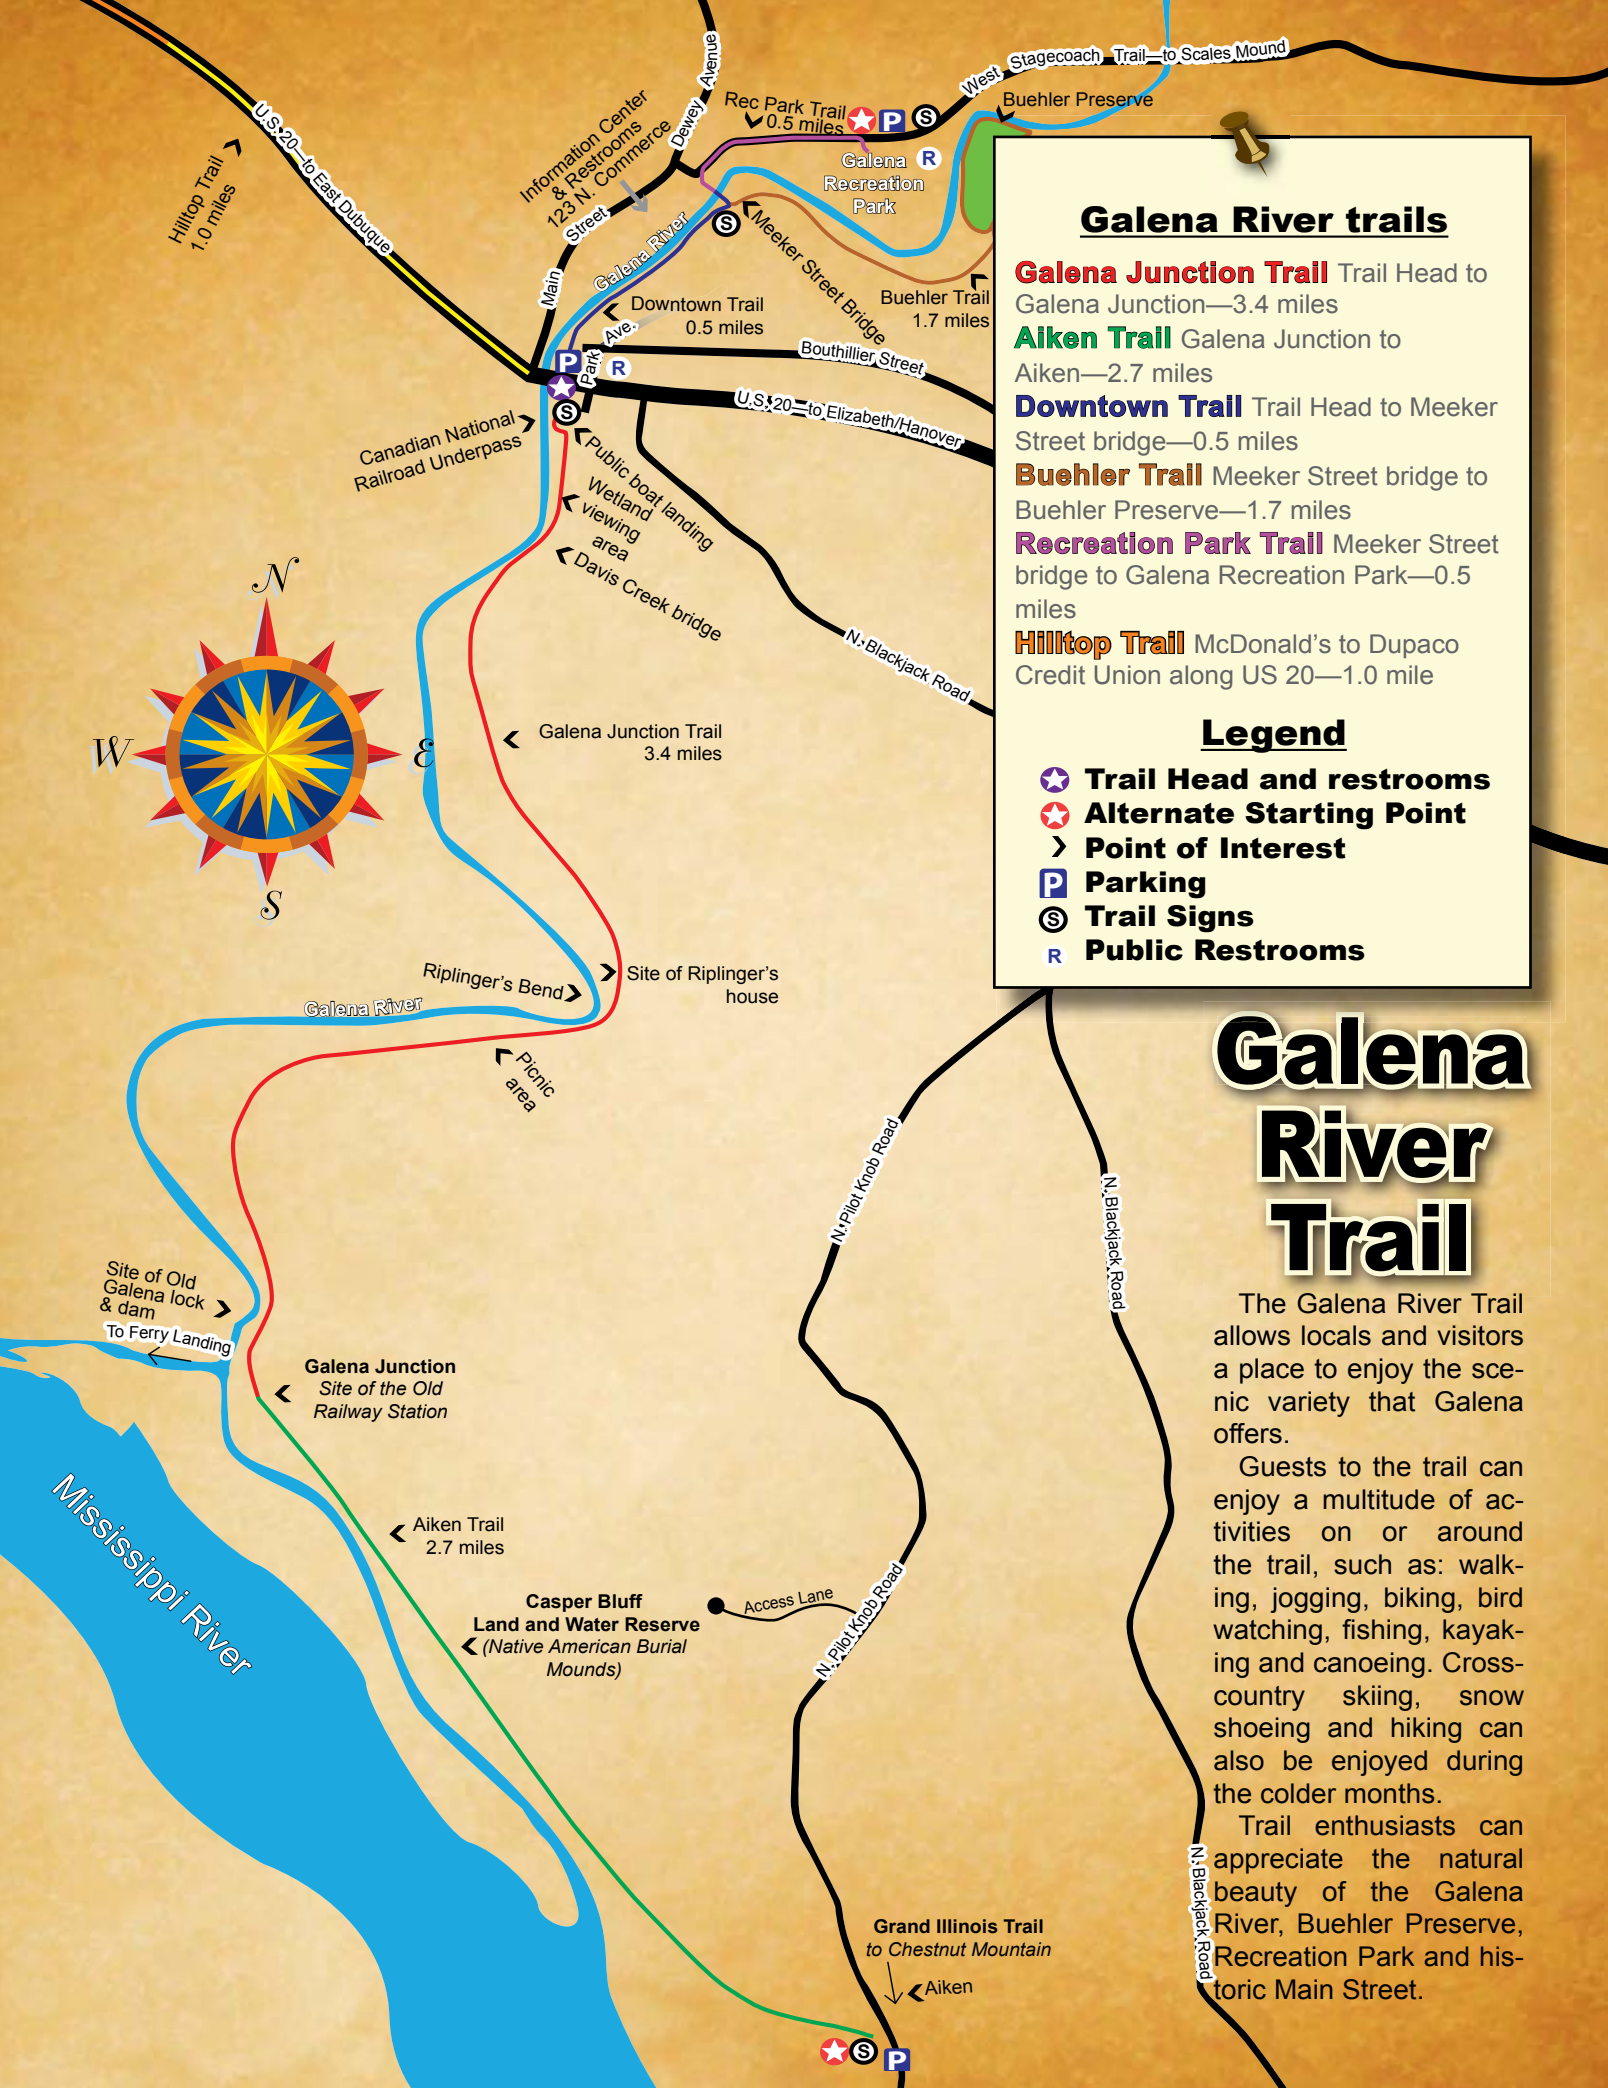 West Stagecoach Trail—to Scales Mound
Dewey Avenue
Rec Park Trail
0.5 miles
P
S
Buehler Preserve
Information Center
& Restrooms
123 N. Commerce
Galena
Recreation
Park
R
U.S. 20—to East Dubuque
Hilltop Trail
1.0 miles
Main Street
Galena River
S
Meeker Street Bridge
Buehler Trail
1.7 miles
Downtown Trail
0.5 miles
Park Ave.
P
R
S
Bouthillier Street
U.S. 20—to Elizabeth/Hanover
Canadian National
Railroad Underpass
Public boat landing
Wetland
viewing
area
Davis Creek bridge
N. Blackjack Road
N
W
E
S
Galena Junction Trail
3.4 miles
Riplinger's Bend
Site of Riplinger's
house
Galena River
Picnic
area
Site of Old
Galena lock
& dam
To Ferry Landing
Galena Junction
Site of the Old
Railway Station
Mississippi River
Aiken Trail
2.7 miles
Casper Bluff
Land and Water Reserve
(Native American Burial
Mounds)
Access Lane
N. Pilot Knob Road
N. Pilot Knob Road
N. Blackjack Road
N. Blackjack Road
Grand Illinois Trail
to Chestnut Mountain
Aiken
S
P
Galena River trails
Galena Junction Trail Trail Head to
Galena Junction—3.4 miles
Aiken Trail Galena Junction to
Aiken—2.7 miles
Downtown Trail Trail Head to Meeker
Street bridge—0.5 miles
Buehler Trail Meeker Street bridge to
Buehler Preserve—1.7 miles
Recreation Park Trail Meeker Street
bridge to Galena Recreation Park—0.5
miles
Hilltop Trail McDonald's to Dupaco
Credit Union along US 20—1.0 mile
Legend
Trail Head and restrooms
Alternate Starting Point
Point of Interest
P Parking
S Trail Signs
R Public Restrooms
Galena
River
Trail
The Galena River Trail
allows locals and visitors
a place to enjoy the sce-
nic variety that Galena
offers.
Guests to the trail can
enjoy a multitude of ac-
tivities on or around
the trail, such as: walk-
ing, jogging, biking, bird
watching, fishing, kayak-
ing and canoeing. Cross-
country skiing, snow
shoeing and hiking can
also be enjoyed during
the colder months.
Trail enthusiasts can
appreciate the natural
beauty of the Galena
River, Buehler Preserve,
Recreation Park and his-
toric Main Street.